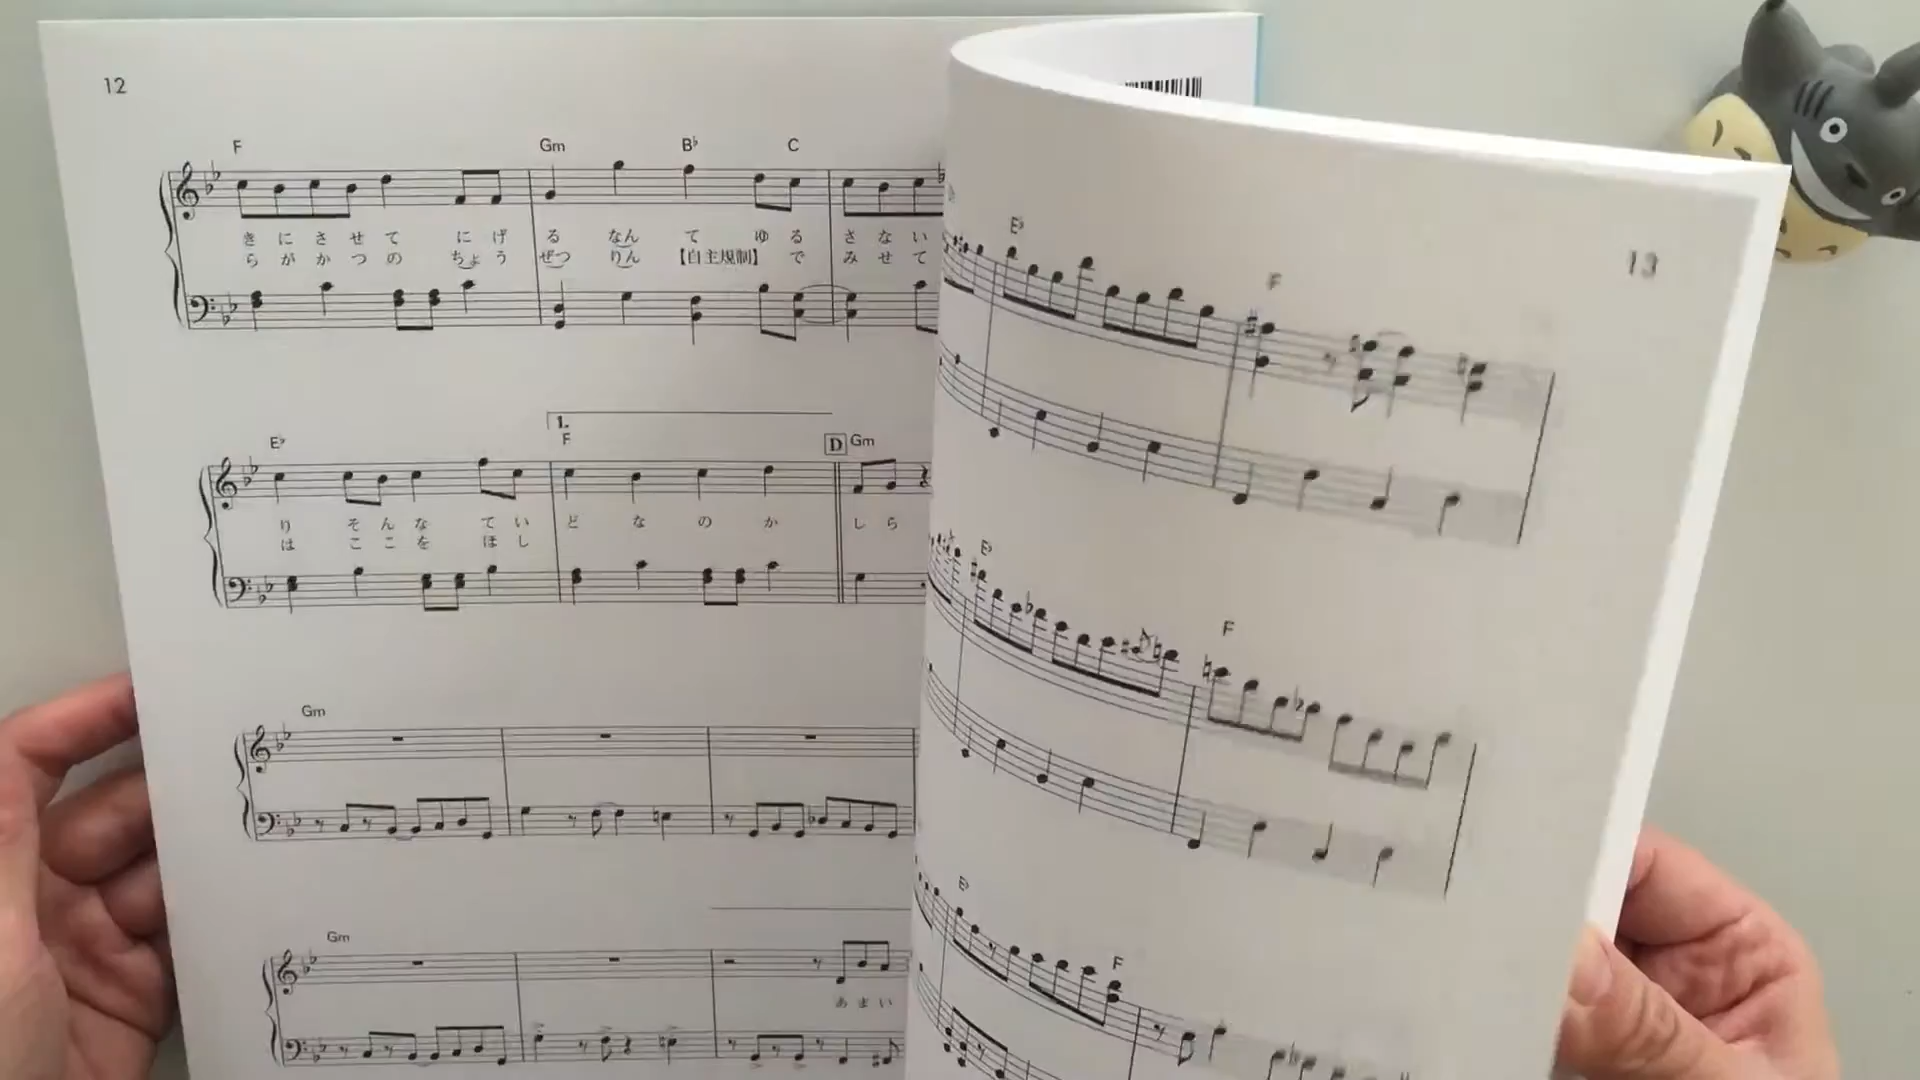 12
F Gm B♭ C
き に さ せ て に げ る なん て ゆ る さ な い
ら が か つ の ちょ う ぜつ りん 【自主規制】 で み せ て
1.
E♭ F D Gm
り そ ん な て い ど な の か し ら
は こ こ を ほ し
Gm
Gm
あ ま い
13
E♭ F
E♭ F
E♭ F